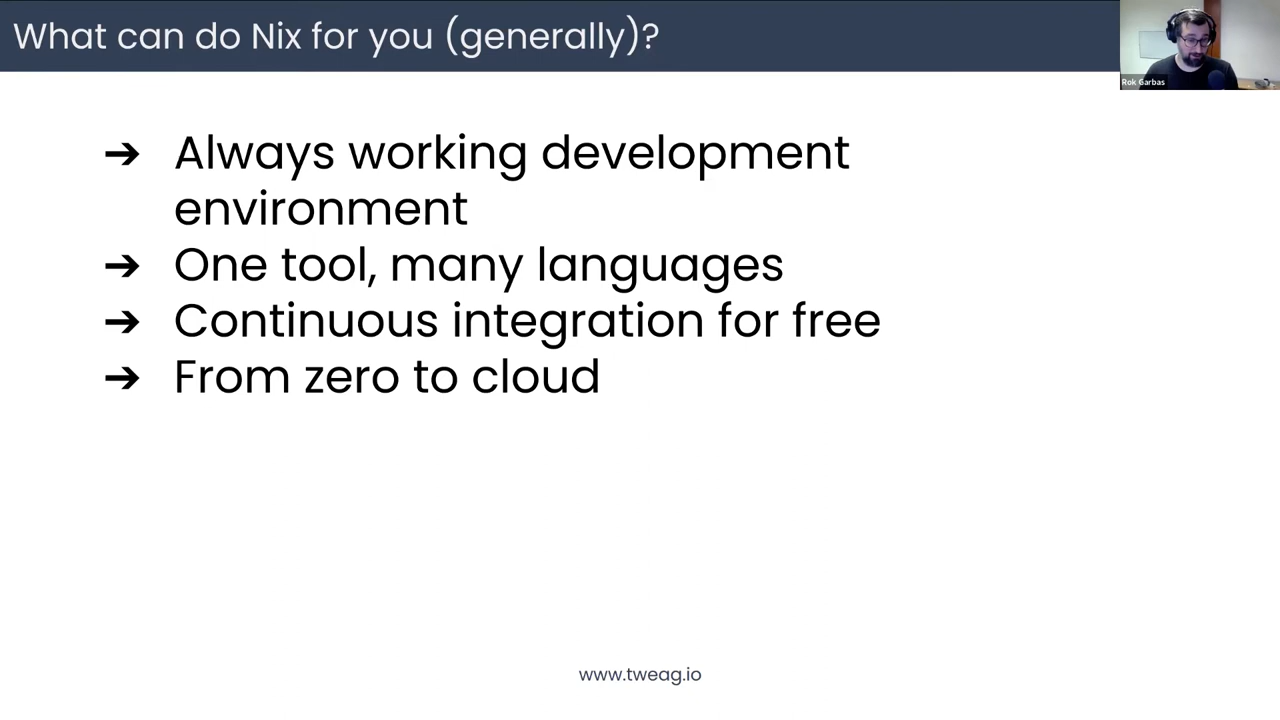 What can do Nix for you (generally)?
Rok Garbas
➔ Always working development
environment
➔ One tool, many languages
➔ Continuous integration for free
➔ From zero to cloud
www.tweag.io